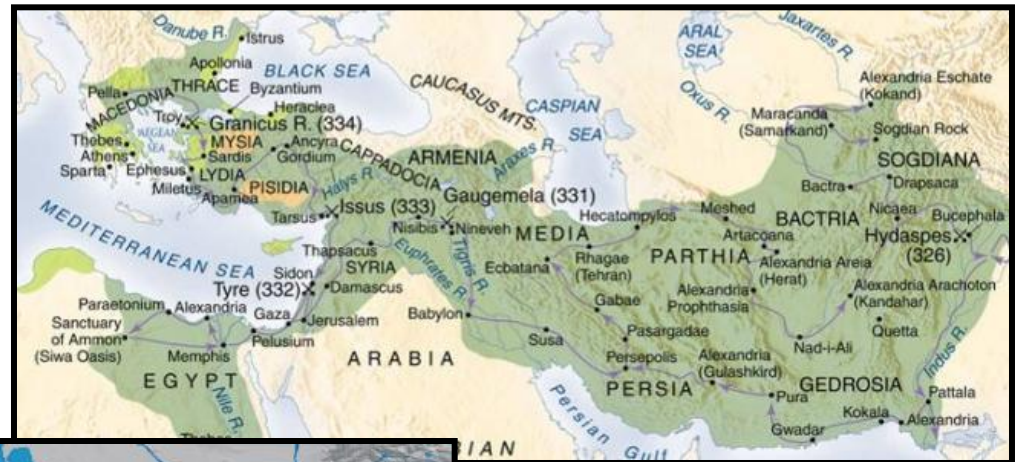 Danube R.
Istrus
Apollonia
THRACE
BLACK SEA
Byzantium
Pella
MACEDONIA
Heraclea
Troy
Granicus R. (334)
AEGEAN
SEA
MYSIA
Ancyra
Gordium
Thebes
Athens
Sparta
Sardis
Ephesus
LYDIA
Miletus
Apamea
PISIDIA
CAPPADOCIA
Halys R.
CAUCASUS MTS.
CASPIAN
SEA
ARMENIA
Araxes R.
ARAL
SEA
Jaxartes R.
Oxus R.
Alexandria Eschate
(Kokand)
Maracanda
(Samarkand)
Sogdian Rock
SOGDIANA
Bactra
Drapsaca
MEDITERRANEAN SEA
Tarsus
Issus (333)
Gaugemela (331)
Nisibis
Nineveh
MEDIA
Hecatompylos
Meshed
BACTRIA
Nicaea
Bucephala
Hydaspes
(326)
Artacoana
Rhagae
(Tehran)
PARTHIA
Alexandria Areia
(Herat)
Thapsacus
SYRIA
Euphrates R.
Tigris R.
Ecbatana
Sidon
Tyre (332)
Damascus
Alexandria
Prophthasia
Alexandria Arachoton
(Kandahar)
Gabae
Paraetonium
Alexandria
Gaza
Jerusalem
Babylon
Quetta
Sanctuary
of Ammon
(Siwa Oasis)
Pelusium
Memphis
Susa
Pasargadae
Nad-i-Ali
Indus R.
ARABIA
Persepolis
Alexandria
(Gulashkird)
EGYPT
PERSIA
GEDROSIA
Pura
Pattala
Nile R.
Kokala
Alexandria
Gwadar
Persian Gulf
IAN